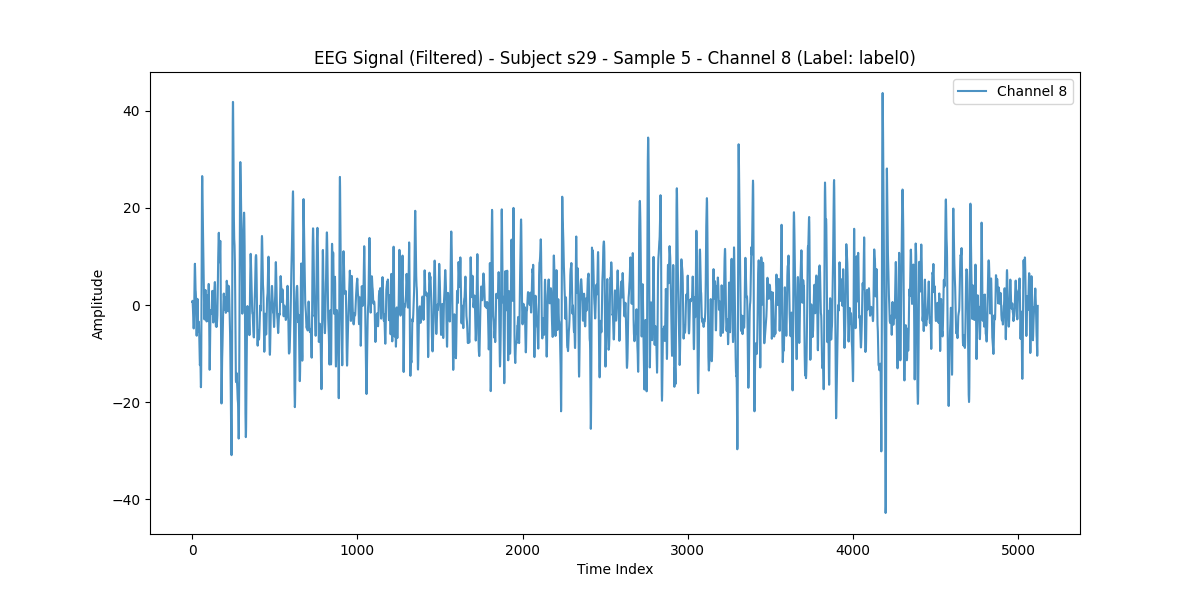 EEG Signal (Filtered) - Subject s29 - Sample 5 - Channel 8 (Label: label0)
Channel 8
40
20
0
−20
−40
Amplitude
0 1000 2000 3000 4000 5000
Time Index